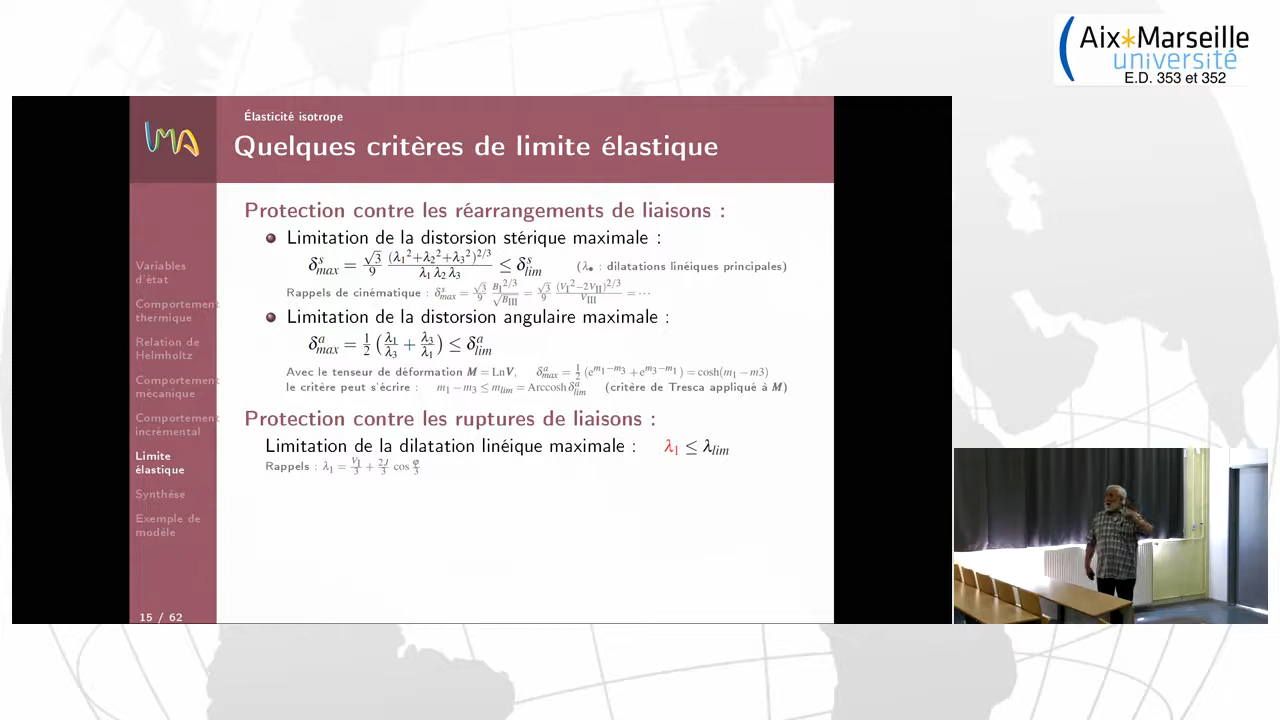 Aix*Marseille
université
E.D. 353 et 352
LMA
Élasticité isotrope
Quelques critères de limite élastique
Protection contre les réarrangements de liaisons :
Limitation de la distorsion stérique maximale :
δ^s_max = √3/9 (λ₁²+λ₂²+λ₃²)^{2/3}/(λ₁ λ₂ λ₃) ≤ δ^s_lim (λ• : dilatations linéiques principales)
Rappels de cinématique : δ^s_max = √3/9 B_I^{2/3}/√B_III = √3/9 (V_I²−2V_II)^{2/3}/V_III = ⋯
Limitation de la distorsion angulaire maximale :
δ^a_max = 1/2 (λ₁/λ₃ + λ₃/λ₁) ≤ δ^a_lim
Avec le tenseur de déformation M = Ln V, δ^a_max = 1/2 (e^{m₁−m₃} + e^{m₃−m₁}) = cosh(m₁ − m3)
le critère peut s'écrire : m₁ − m₃ ≤ m_lim = Arccosh δ^a_lim (critère de Tresca appliqué à M)
Protection contre les ruptures de liaisons :
Limitation de la dilatation linéique maximale : λ₁ ≤ λ_lim
Rappels : λ₁ = V_I/3 + 2J/3 cos φ/3
Variables
d'état
Comportement
thermique
Relation de
Helmholtz
Comportement
mécanique
Comportement
incrémental
Limite
élastique
Synthèse
Exemple de
modèle
15 / 62